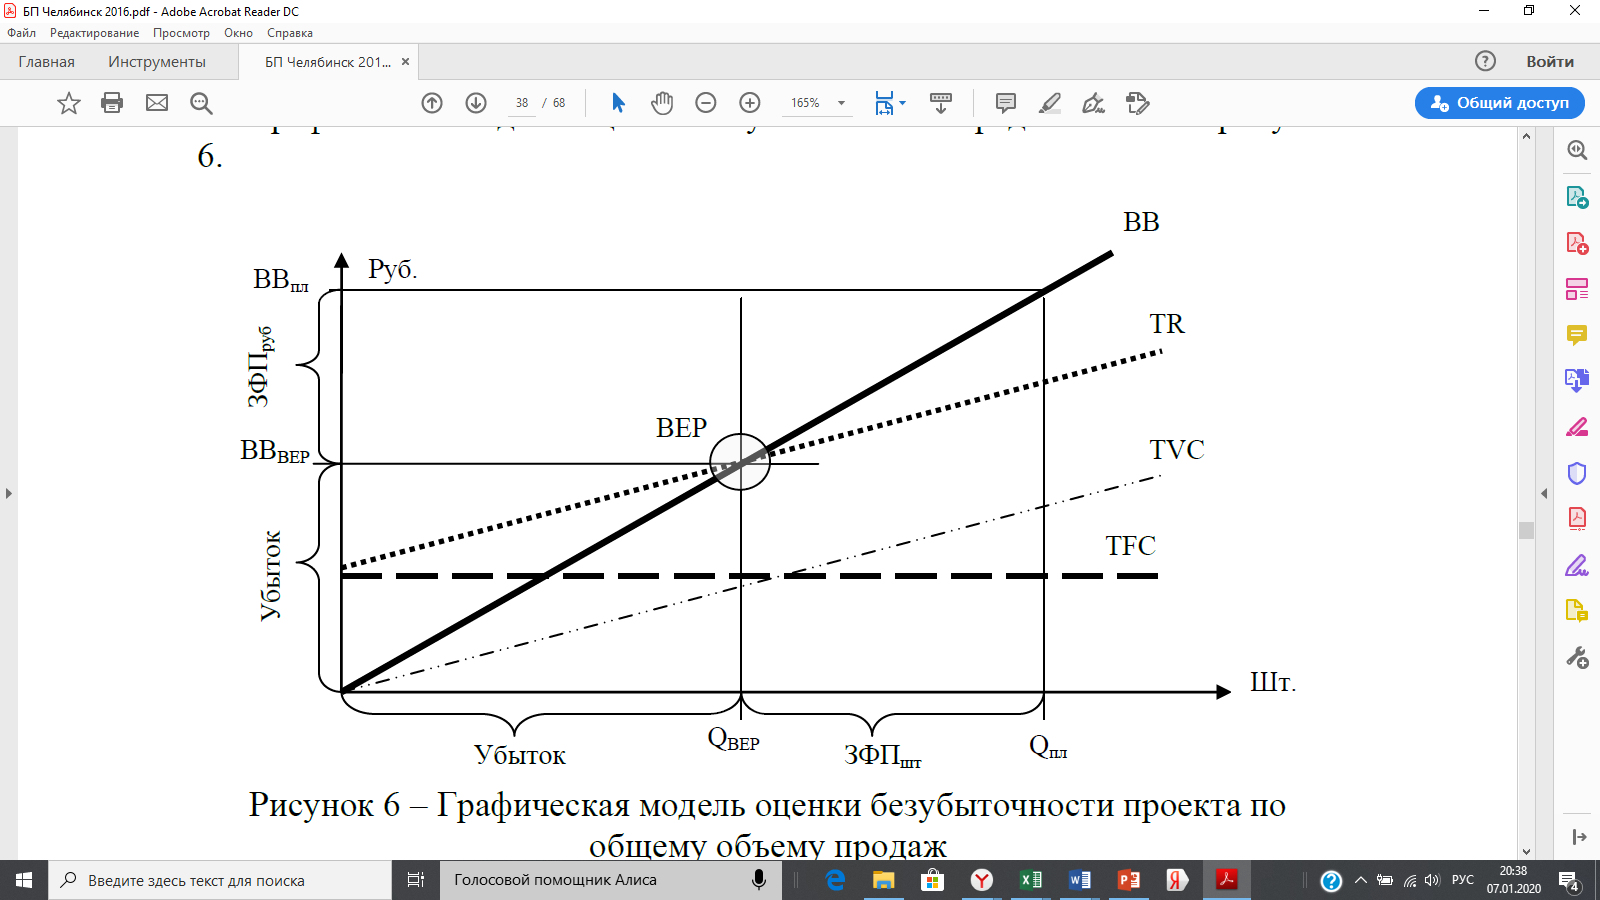 БП Челябинск 2016.pdf - Adobe Acrobat Reader DC
Файл Редактирование Просмотр Окно Справка
Главная Инструменты БП Челябинск 201... × Войти
38 / 68 165% Общий доступ
6.
ВВ
ВВпл Руб.
TR
ЗФПруб
ВЕР
ВВВЕР TVC
TFC
Убыток
Шт.
QВЕР Qпл
Убыток ЗФПшт
Рисунок 6 – Графическая модель оценки безубыточности проекта по
общему объему продаж
Введите здесь текст для поиска Голосовой помощник Алиса РУС 20:38
07.01.2020 4